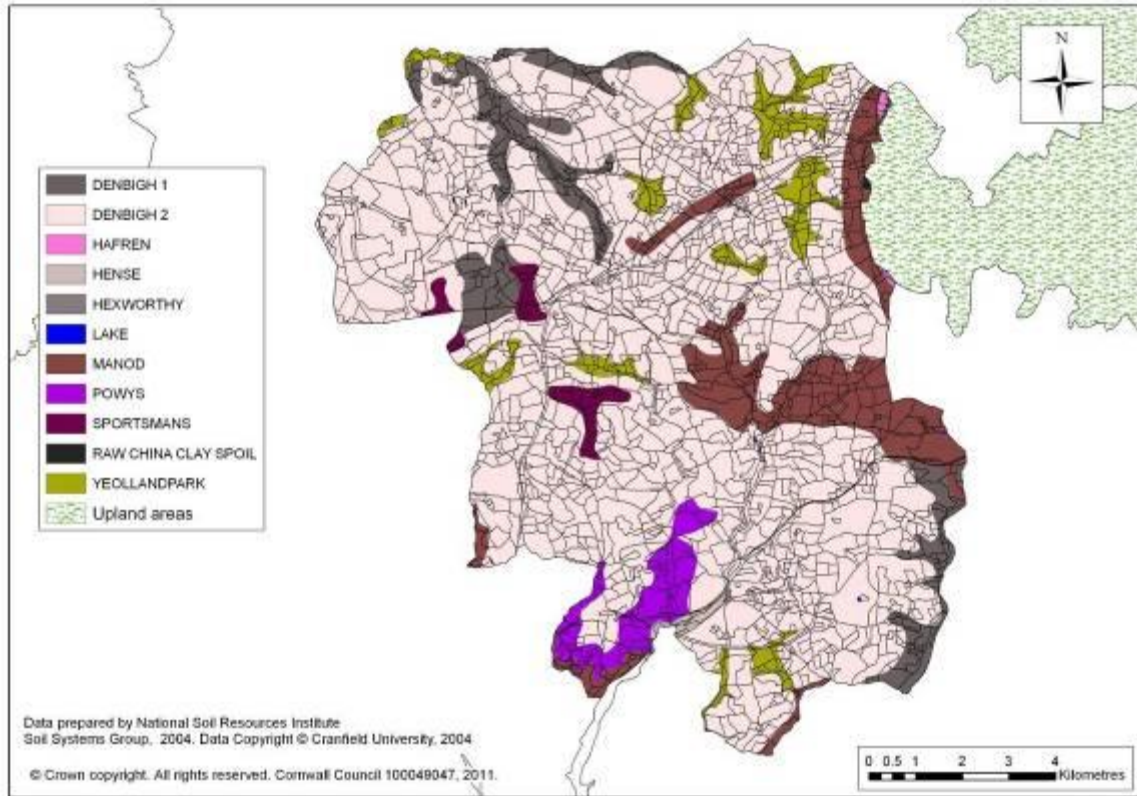 N
DENBIGH 1
DENBIGH 2
HAFREN
HENSE
HEXWORTHY
LAKE
MANOD
POWYS
SPORTSMANS
RAW CHINA CLAY SPOIL
YEOLLANDPARK
Upland areas
Data prepared by National Soil Resources Institute
Soil Systems Group, 2004. Data Copyright © Cranfield University, 2004
© Crown copyright. All rights reserved. Cornwall Council 100049047, 2011.
0 0.5 1 2 3 4
Kilometres